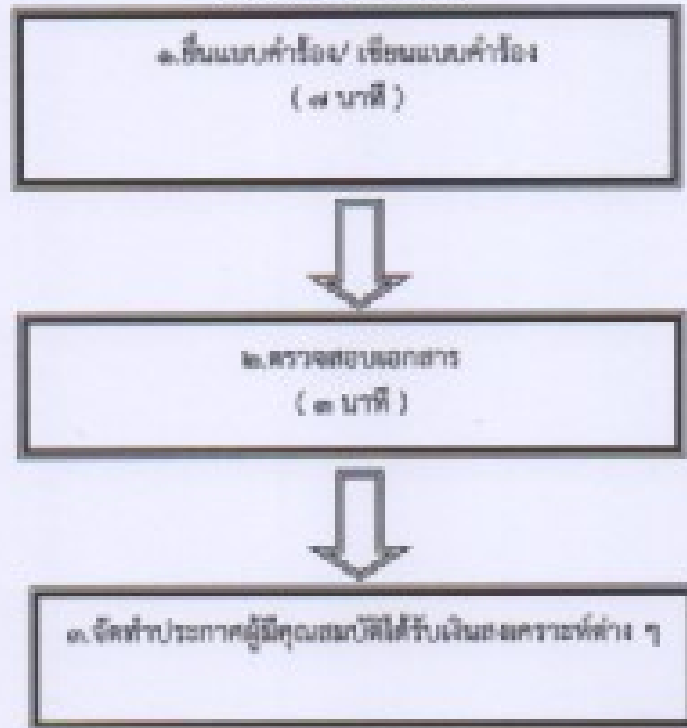 ๑.ยื่นแบบคำร้อง/ เขียนแบบคำร้อง
( ๗ นาที )
๒.ตรวจสอบเอกสาร
( ๓ นาที )
๓.จัดทำประกาศผู้มีคุณสมบัติได้รับเงินสงเคราะห์ต่าง ๆ